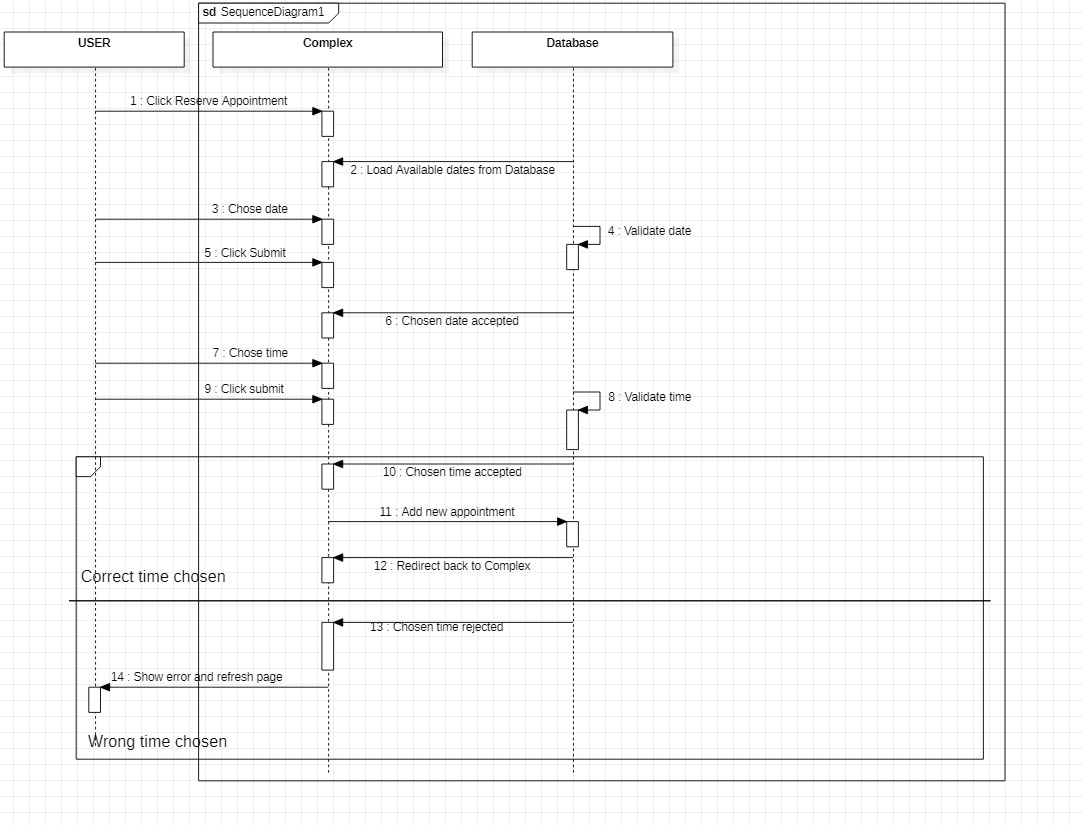 sd SequenceDiagram1
USER
Complex
Database
1 : Click Reserve Appointment
2 : Load Available dates from Database
3 : Chose date
4 : Validate date
5 : Click Submit
6 : Chosen date accepted
7 : Chose time
9 : Click submit
8 : Validate time
10 : Chosen time accepted
11 : Add new appointment
12 : Redirect back to Complex
Correct time chosen
13 : Chosen time rejected
14 : Show error and refresh page
Wrong time chosen